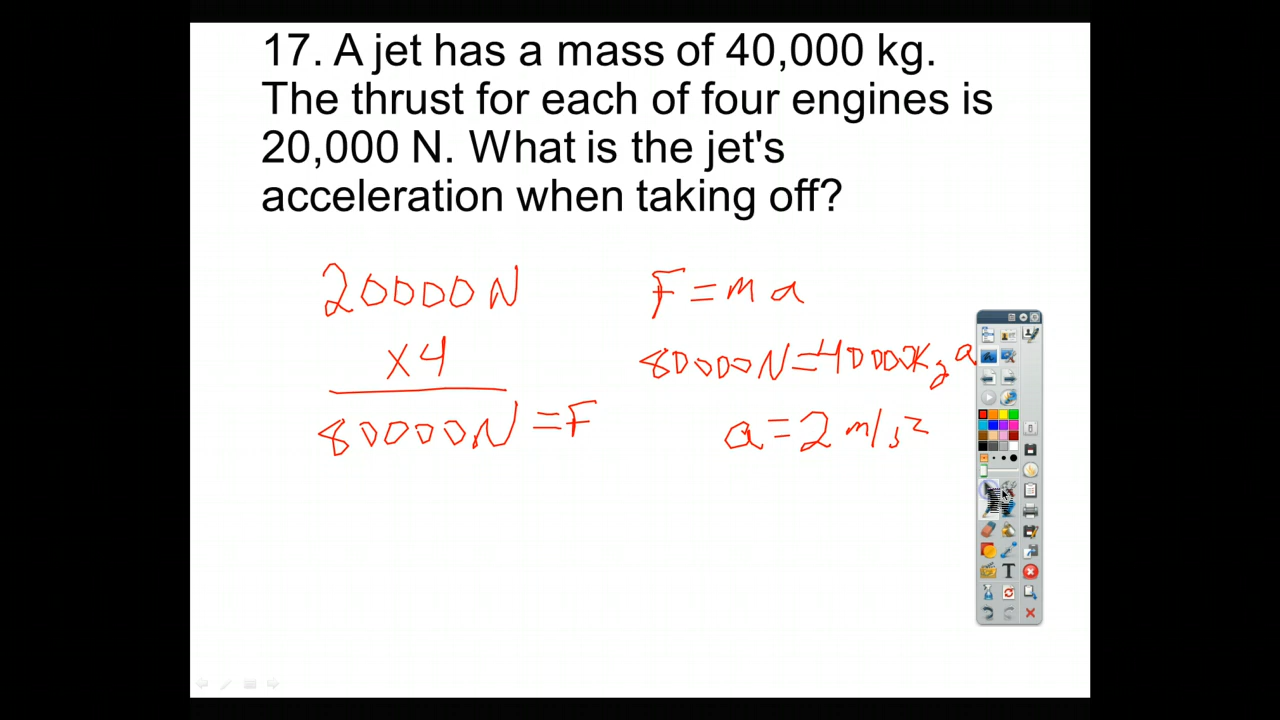 17. A jet has a mass of 40,000 kg.
The thrust for each of four engines is
20,000 N. What is the jet's
acceleration when taking off?
20000N
x4
80000N = F
F = ma
80000N = 40000Kg a
a = 2 m/s²
T